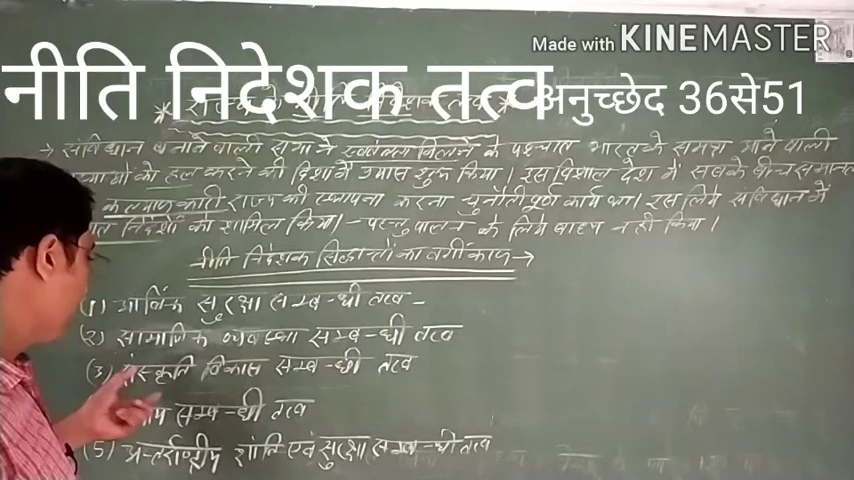 Made with KINEMASTER
नीति निदेशक तत्व
अनुच्छेद 36से51
→ संविधान बनाने वाली सभा ने स्वतंत्रता मिलने के पश्चात भारत के समक्ष आने वाली
को हल करने की दिशा में प्रयास शुरू किया। इस विशाल देश में सबके बीच समानता
कल्याणकारी राज्य की स्थापना करना चुनौतीपूर्ण कार्य था। इस लिये संविधान में
निर्देशों को शामिल किया।- परन्तु पालन के लिये बाध्य नहीं किया।
नीति निदेशक सिद्धान्तों का वर्गीकरण →
(1) आर्थिक सुरक्षा सम्बन्धी तत्व -
(2) सामाजिक व्यवस्था सम्बन्धी तत्व
(3) संस्कृति विकास सम्बन्धी तत्व
सम्बन्धी तत्व
(5) अन्तर्राष्ट्रीय शांति एवं सुरक्षा सम्बन्धी तत्व